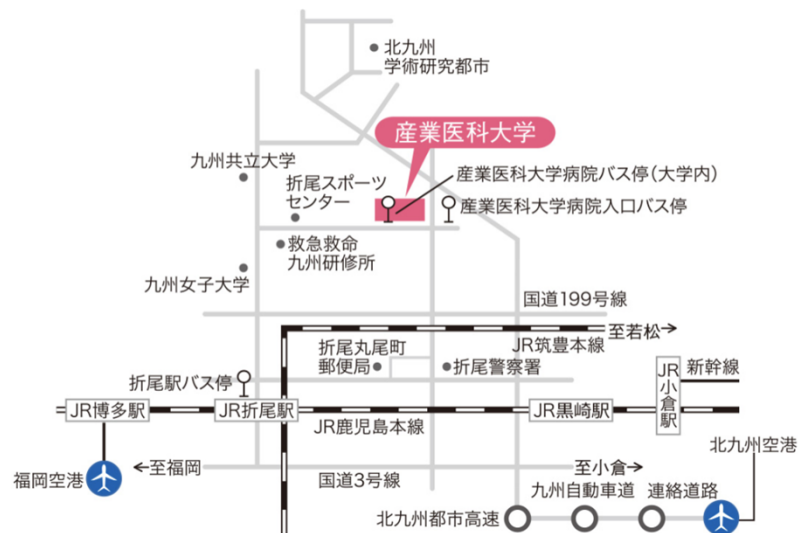 北九州
学術研究都市
産業医科大学
九州共立大学
折尾スポーツ
センター
産業医科大学病院バス停(大学内)
産業医科大学病院入口バス停
救急救命
九州研修所
九州女子大学
国道199号線
至若松→
JR筑豊本線
折尾丸尾町
郵便局
折尾警察署
折尾駅バス停
JR小倉駅
新幹線
JR博多駅
JR折尾駅
JR黒崎駅
JR鹿児島本線
北九州空港
福岡空港
←至福岡
国道3号線
至小倉→
九州自動車道
連絡道路
北九州都市高速